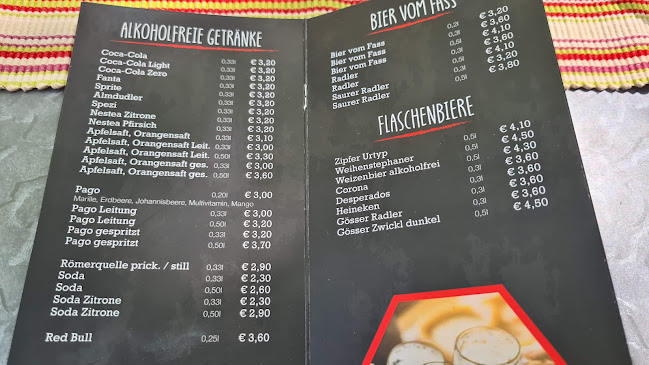 ALKOHOLFREIE GETRÄNKE
Coca-Cola 0,33l € 3,20
Coca-Cola Light 0,33l € 3,20
Coca-Cola Zero 0,33l € 3,20
Fanta 0,33l € 3,20
Sprite 0,33l € 3,20
Almdudler 0,33l € 3,20
Spezi 0,33l € 3,20
Nestea Zitrone 0,33l € 3,20
Nestea Pfirsich 0,33l € 3,20
Apfelsaft, Orangensaft 0,33l € 3,10
Apfelsaft, Orangensaft Leit. 0,33l € 3,00
Apfelsaft, Orangensaft Leit. 0,50l € 3,30
Apfelsaft, Orangensaft ges. 0,33l € 3,00
Apfelsaft, Orangensaft ges. 0,50l € 3,60
Pago 0,20l € 3,00
Marille, Erdbeere, Johannisbeere, Multivitamin, Mango
Pago Leitung 0,33l € 3,00
Pago Leitung 0,50l € 3,20
Pago gespritzt 0,33l € 3,20
Pago gespritzt 0,50l € 3,70
Römerquelle prick. / still 0,33l € 2,90
Soda 0,33l € 2,30
Soda 0,50l € 2,60
Soda Zitrone 0,33l € 2,30
Soda Zitrone 0,50l € 2,90
Red Bull 0,25l € 3,60
BIER VOM FASS
Bier vom Fass 0,2l € 3,20
Bier vom Fass 0,3l € 3,60
Bier vom Fass 0,5l € 4,10
Radler 0,3l € 3,60
Radler 0,5l € 4,10
Saurer Radler 0,3l € 3,20
Saurer Radler 0,5l € 3,80
FLASCHENBIERE
Zipfer Urtyp 0,5l € 4,10
Weihenstephaner 0,5l € 4,50
Weizenbier alkoholfrei 0,5l € 4,30
Corona 0,3l € 3,60
Desperados 0,3l € 3,60
Heineken 0,3l € 3,60
Gösser Radler 0,5l € 3,60
Gösser Zwickl dunkel 0,5l € 4,50